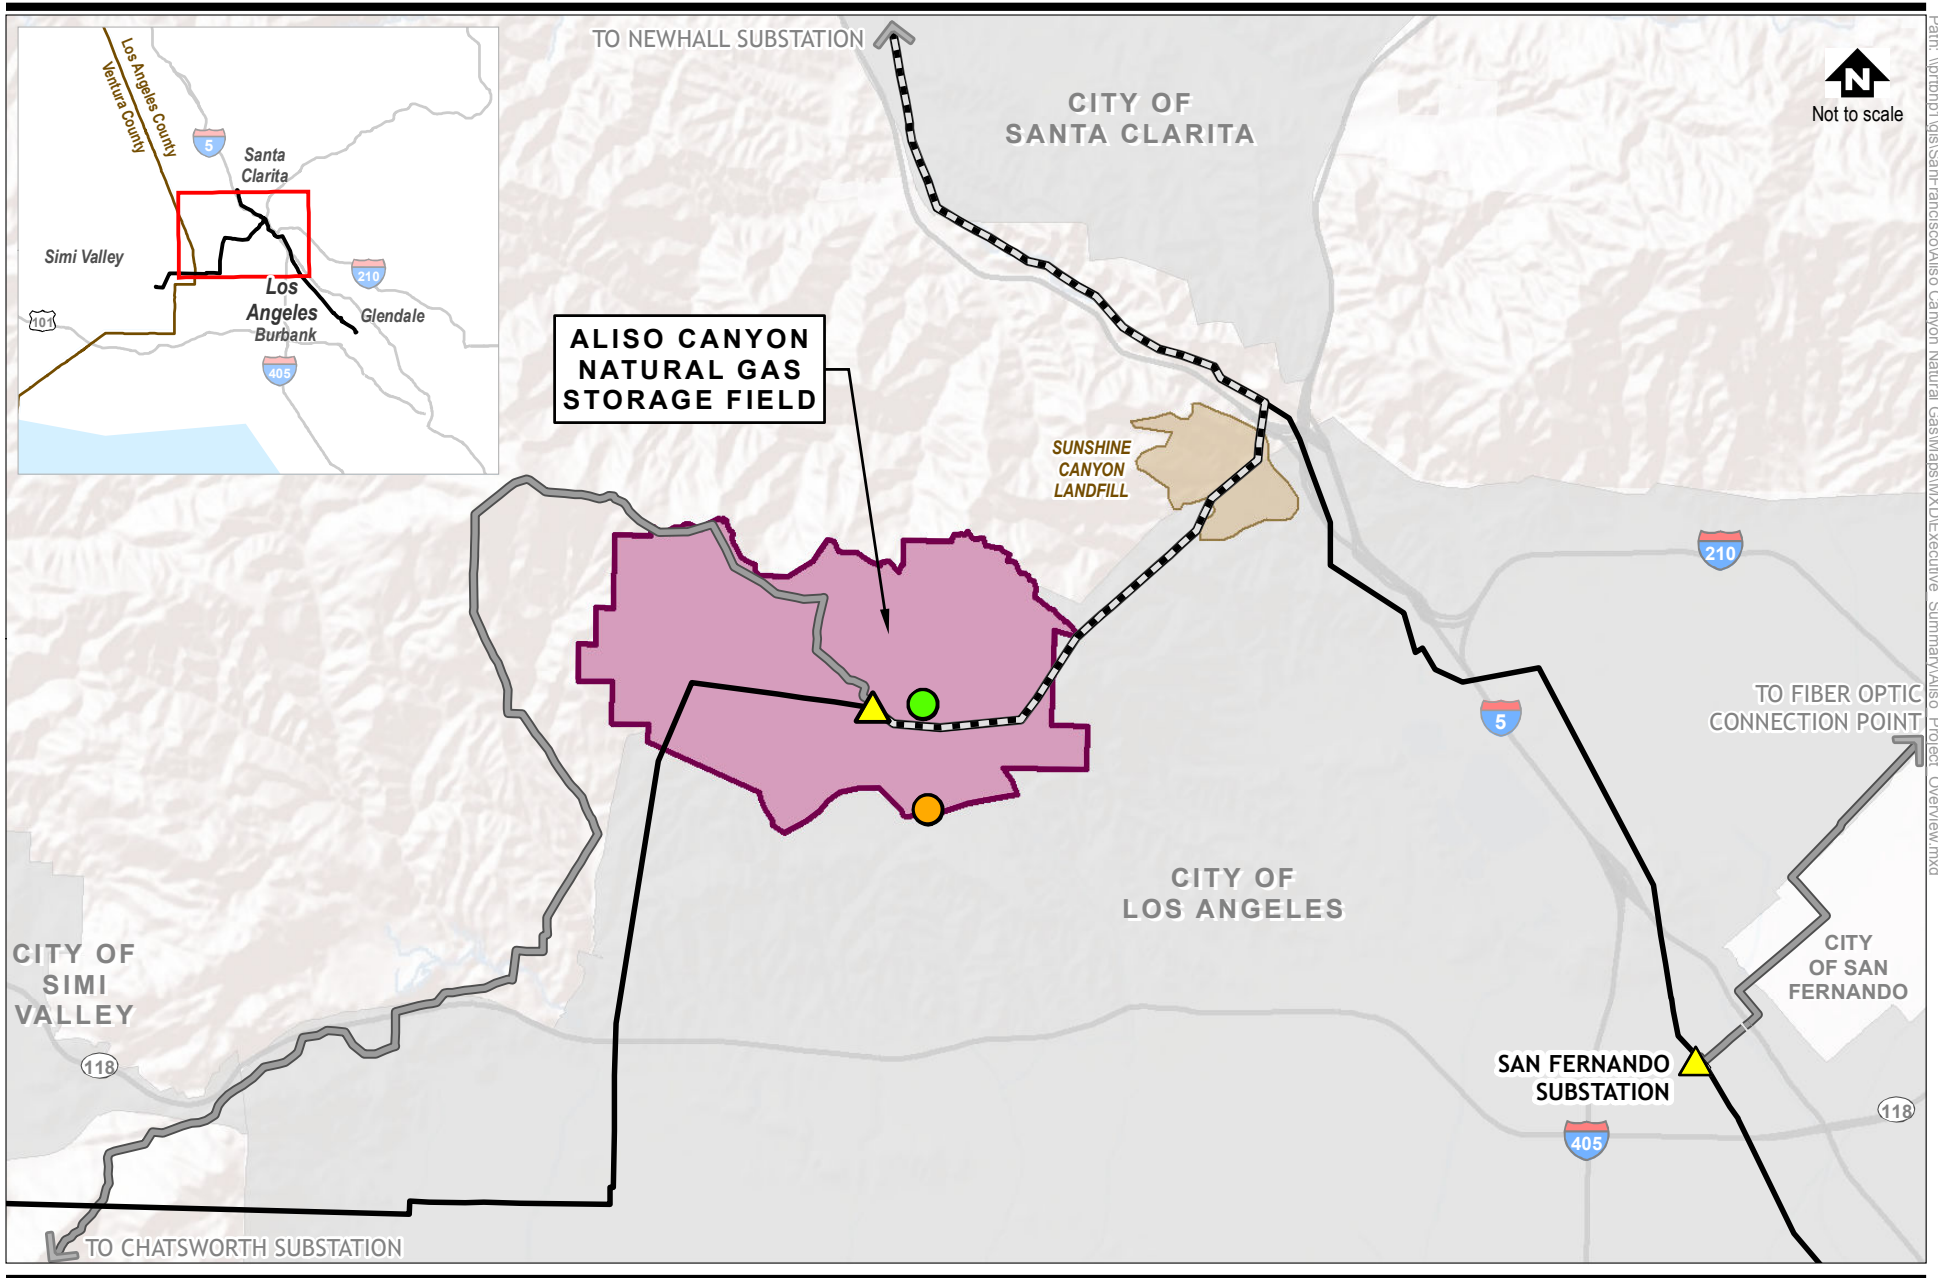 TO NEWHALL SUBSTATION
N
Not to scale
CITY OF
SANTA CLARITA
Los Angeles County
Ventura County
5
Santa
Clarita
Simi Valley
210
Los
Angeles
Glendale
Burbank
101
405
ALISO CANYON
NATURAL GAS
STORAGE FIELD
SUNSHINE
CANYON
LANDFILL
210
TO FIBER OPTIC
CONNECTION POINT
5
CITY OF
LOS ANGELES
CITY OF
SIMI
VALLEY
CITY
OF SAN
FERNANDO
118
SAN FERNANDO
SUBSTATION
118
405
TO CHATSWORTH SUBSTATION